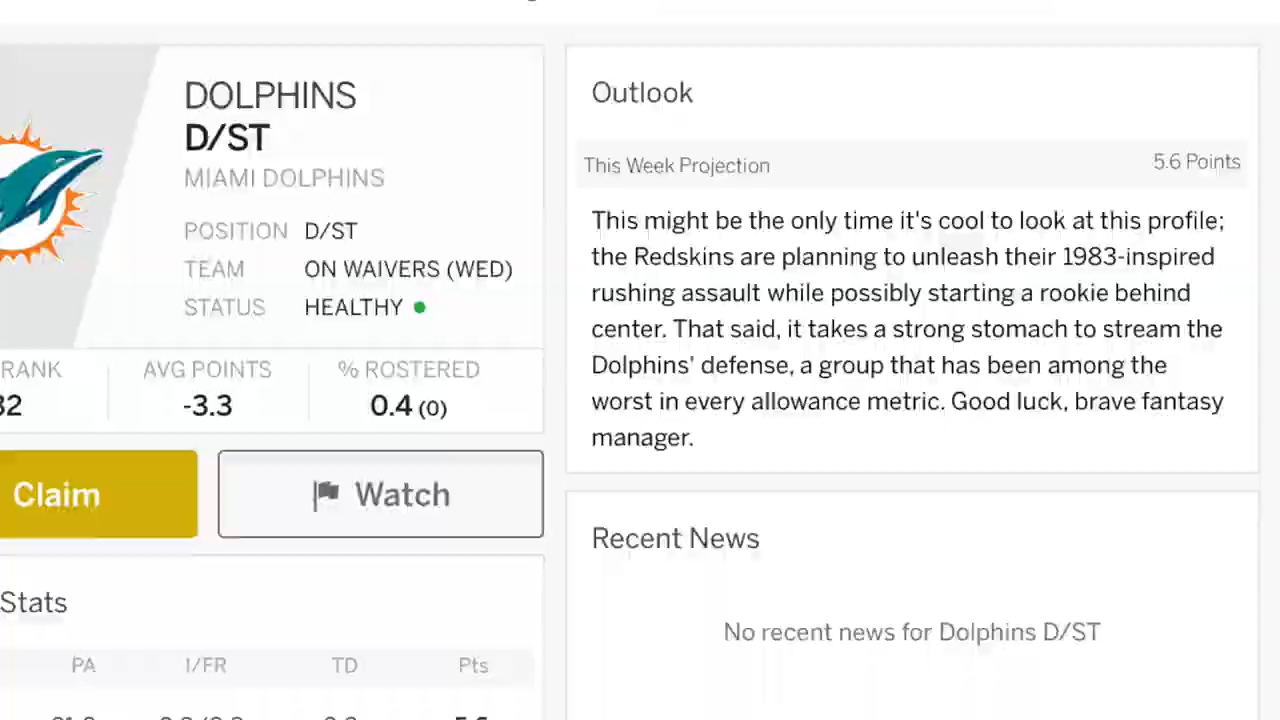 DOLPHINS
D/ST
MIAMI DOLPHINS
POSITION D/ST
TEAM ON WAIVERS (WED)
STATUS HEALTHY
RANK AVG POINTS % ROSTERED
32 -3.3 0.4 (0)
Claim Watch
Stats
PA I/FR TD Pts
Outlook
This Week Projection 5.6 Points
This might be the only time it's cool to look at this profile;
the Redskins are planning to unleash their 1983-inspired
rushing assault while possibly starting a rookie behind
center. That said, it takes a strong stomach to stream the
Dolphins' defense, a group that has been among the
worst in every allowance metric. Good luck, brave fantasy
manager.
Recent News
No recent news for Dolphins D/ST